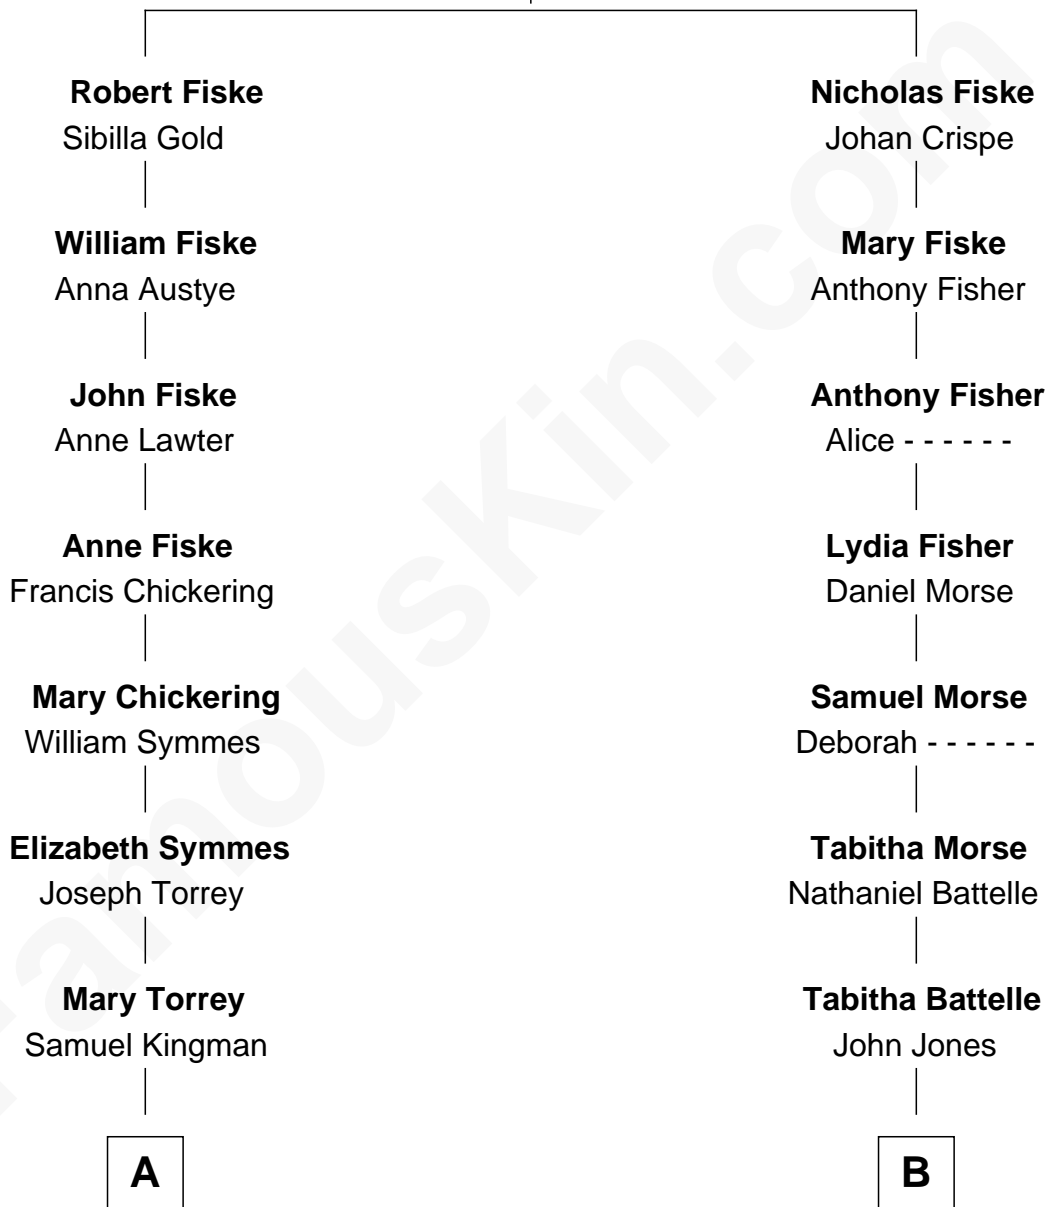 Robert Fiske
Sibilla Gold
William Fiske
Anna Austye
John Fiske
Anne Lawter
Anne Fiske
Francis Chickering
Mary Chickering
William Symmes
Elizabeth Symmes
Joseph Torrey
Mary Torrey
Samuel Kingman
A
Nicholas Fiske
Johan Crispe
Mary Fiske
Anthony Fisher
Anthony Fisher
Alice - - - - - -
Lydia Fisher
Daniel Morse
Samuel Morse
Deborah - - - - - -
Tabitha Morse
Nathaniel Battelle
Tabitha Battelle
John Jones
B
FamousKin.com